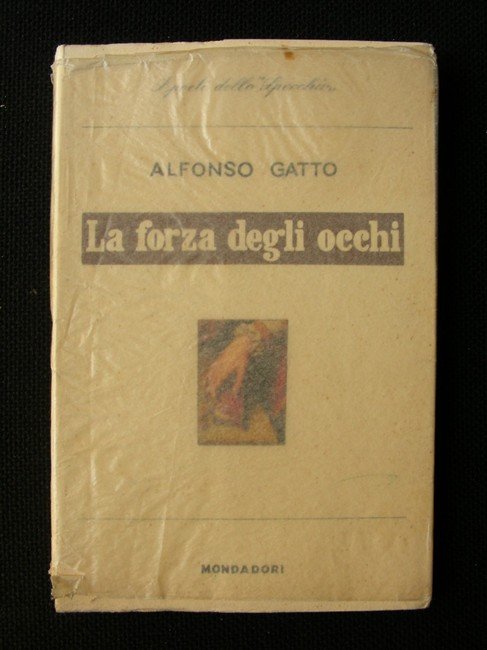 I poeti dello "Specchio"
ALFONSO GATTO
La forza degli occhi
MONDADORI